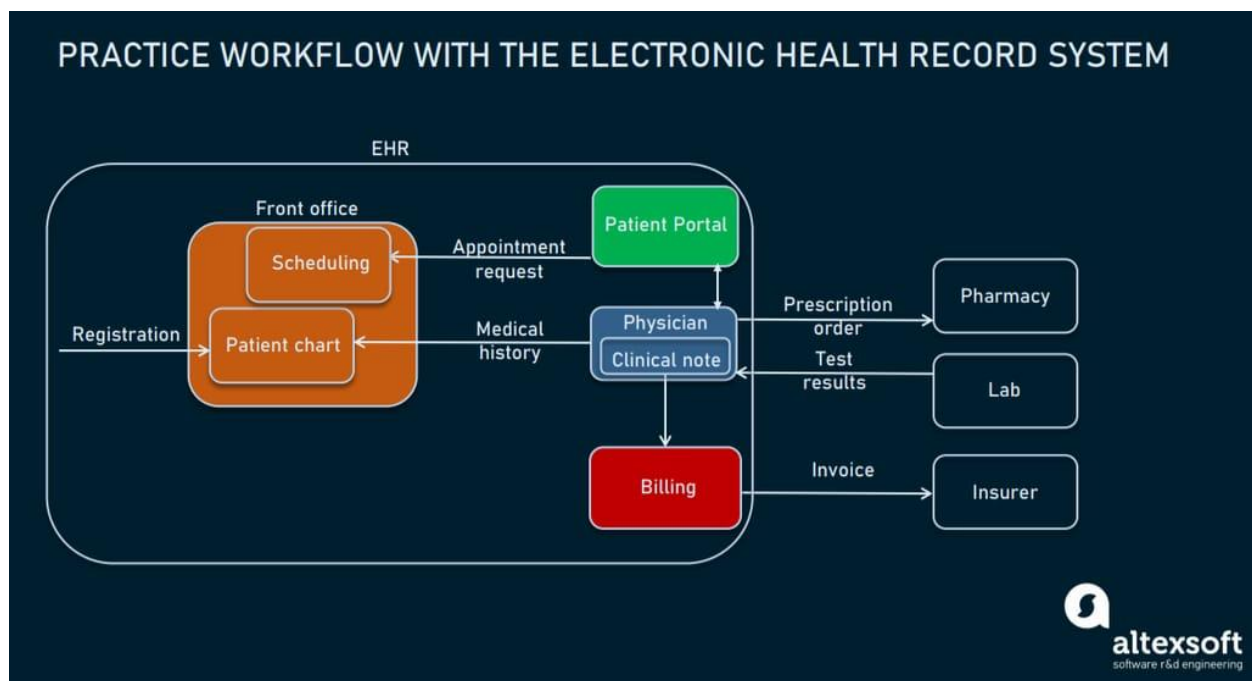 PRACTICE WORKFLOW WITH THE ELECTRONIC HEALTH RECORD SYSTEM
EHR
Front office
Scheduling
Appointment
request
Patient Portal
Registration
Patient chart
Medical
history
Physician
Clinical note
Prescription
order
Pharmacy
Test
results
Lab
Billing
Invoice
Insurer
altexsoft
software r&d engineering